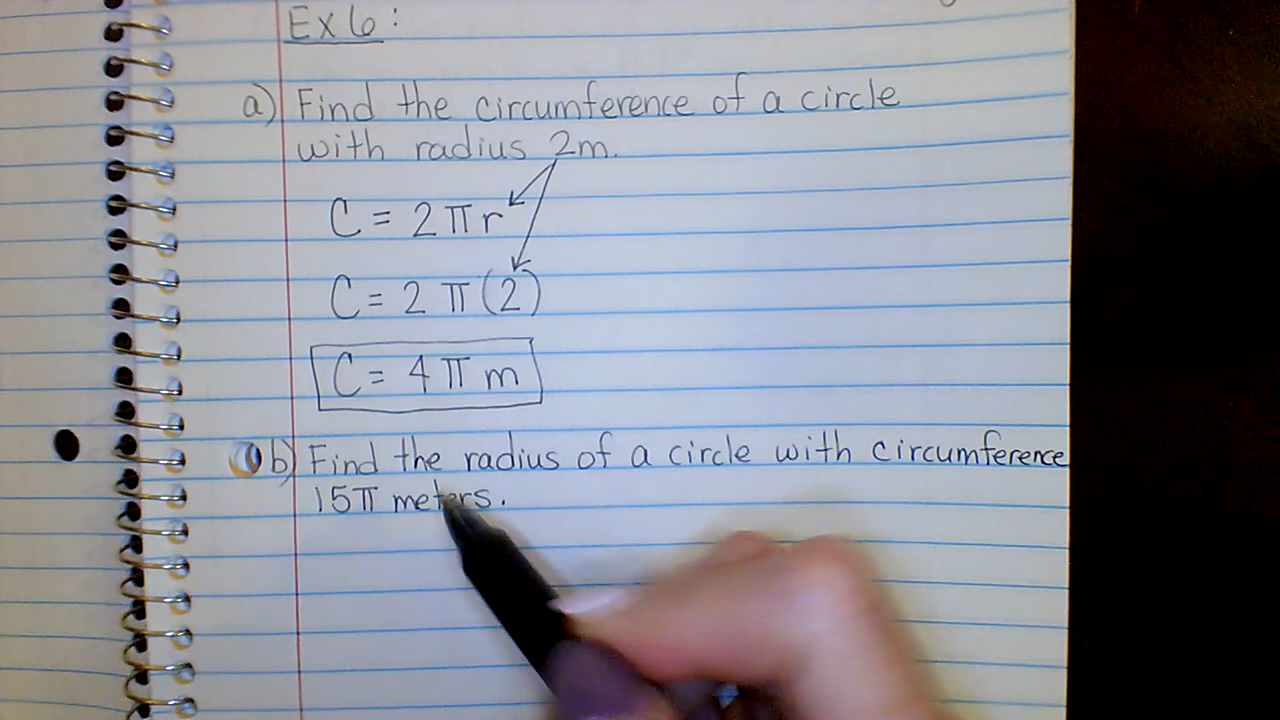 Ex 6:
a) Find the circumference of a circle
with radius 2m.
C = 2πr
C = 2π(2)
C = 4π m
b) Find the radius of a circle with circumference
15π meters.